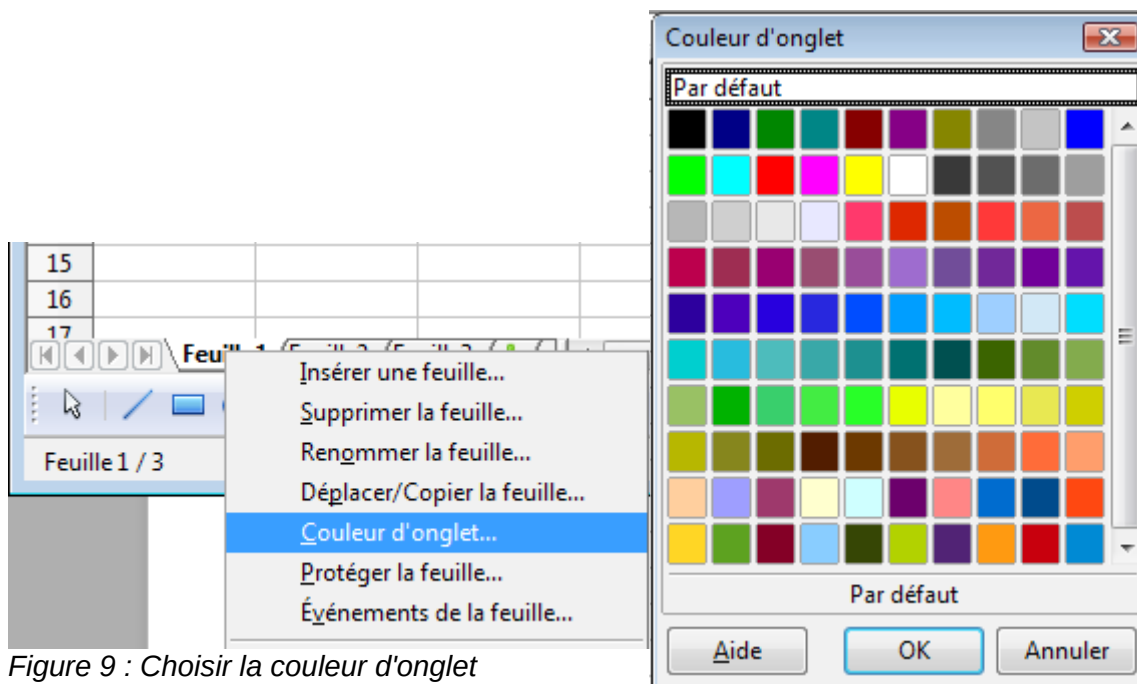 Couleur d'onglet
Par défaut
15
16
17
Feuille 1
Insérer une feuille...
Supprimer la feuille...
Renommer la feuille...
Déplacer/Copier la feuille...
Couleur d'onglet...
Protéger la feuille...
Événements de la feuille...
Feuille 1 / 3
Par défaut
Aide OK Annuler
Figure 9 : Choisir la couleur d'onglet